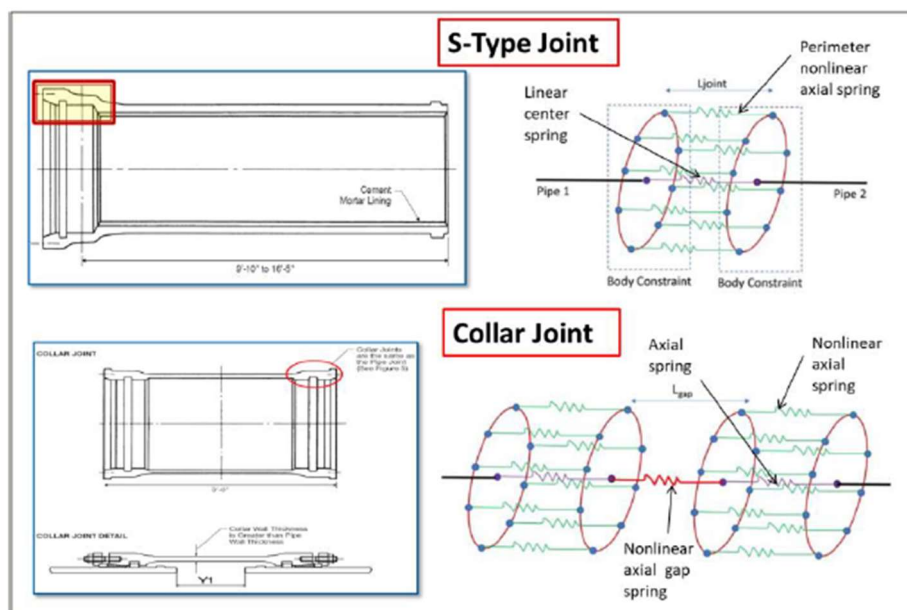 S-Type Joint
Perimeter
nonlinear
axial spring
Ljoint
Linear
center
spring
Pipe 1
Pipe 2
Cement
Mortar Lining
9'-10" to 16'-5"
Body Constraint
Body Constraint
Collar Joint
COLLAR JOINT
Collar Joints
are the same as
the Pipe Joint
(See Figure 5)
Axial
spring
Nonlinear
axial
spring
Lgap
COLLAR JOINT DETAIL
Collar Wall Thickness
is Greater than Pipe
Wall Thickness
Y1
Nonlinear
axial gap
spring